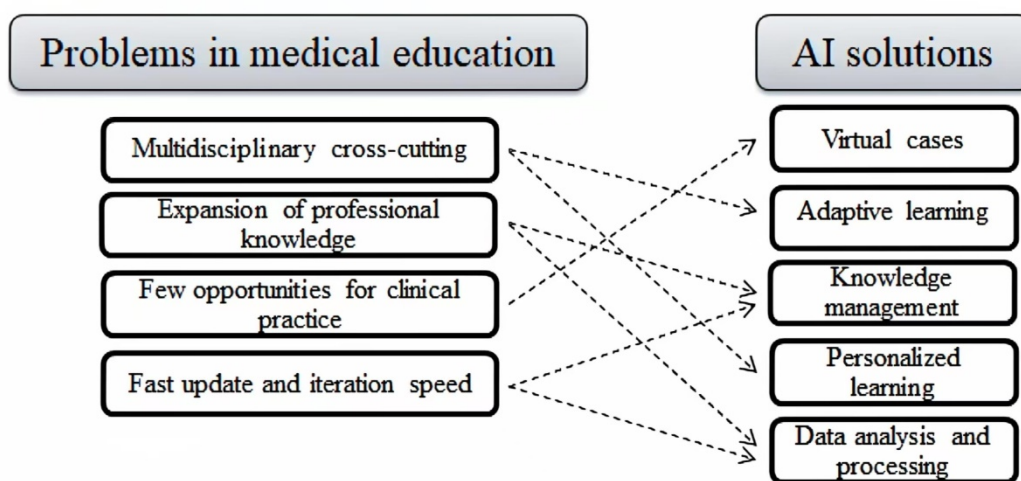 Problems in medical education
AI solutions
Multidisciplinary cross-cutting
Expansion of professional
knowledge
Few opportunities for clinical
practice
Fast update and iteration speed
Virtual cases
Adaptive learning
Knowledge
management
Personalized
learning
Data analysis and
processing